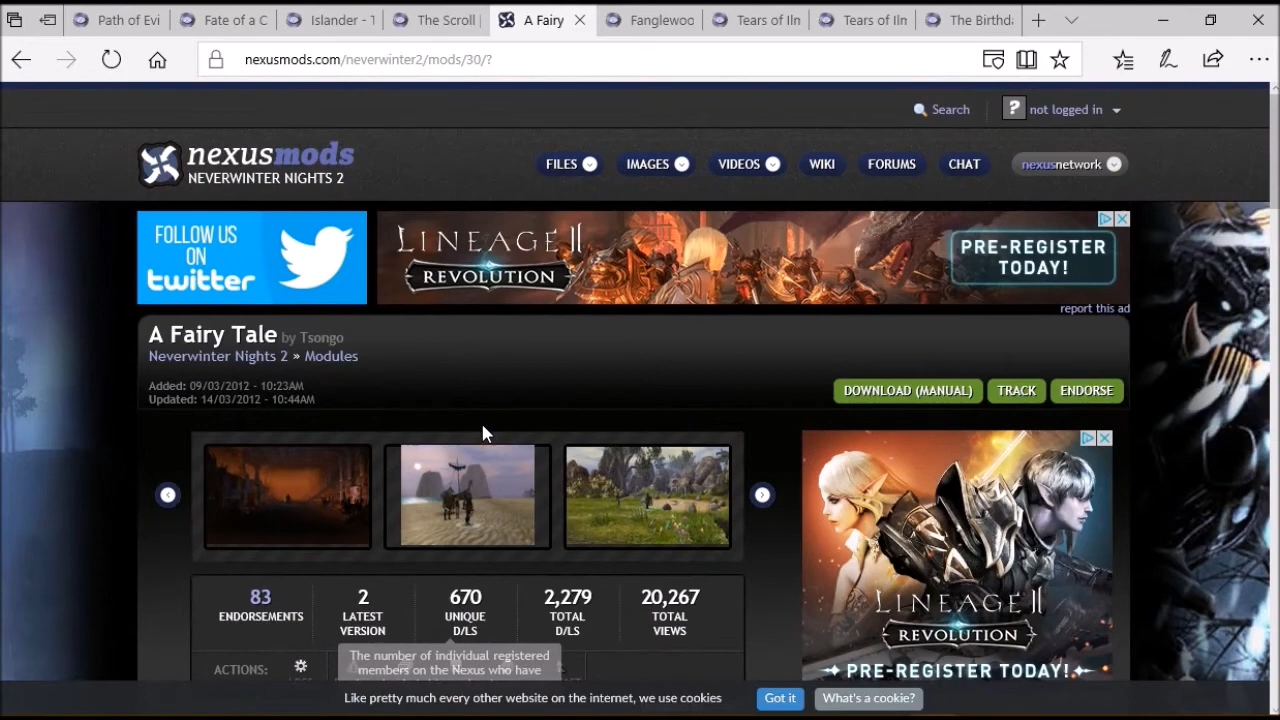 Path of Evi
Fate of a C
Islander - T
The Scroll
A Fairy
Fanglewoo
Tears of Iln
Tears of Iln
The Birthda
nexusmods.com/neverwinter2/mods/30/?
Search
? not logged in
nexusmods
NEVERWINTER NIGHTS 2
FILES
IMAGES
VIDEOS
WIKI
FORUMS
CHAT
nexusnetwork
FOLLOW US
ON
twitter
LINEAGE II
REVOLUTION
PRE-REGISTER
TODAY!
report this ad
A Fairy Tale by Tsongo
Neverwinter Nights 2 » Modules
Added: 09/03/2012 - 10:23AM
Updated: 14/03/2012 - 10:44AM
DOWNLOAD (MANUAL)
TRACK
ENDORSE
83
ENDORSEMENTS
2
LATEST
VERSION
670
UNIQUE
D/LS
2,279
TOTAL
D/LS
20,267
TOTAL
VIEWS
ACTIONS:
The number of individual registered
members on the Nexus who have
LINEAGE II
REVOLUTION
PRE-REGISTER TODAY!
Like pretty much every other website on the internet, we use cookies
Got it
What's a cookie?